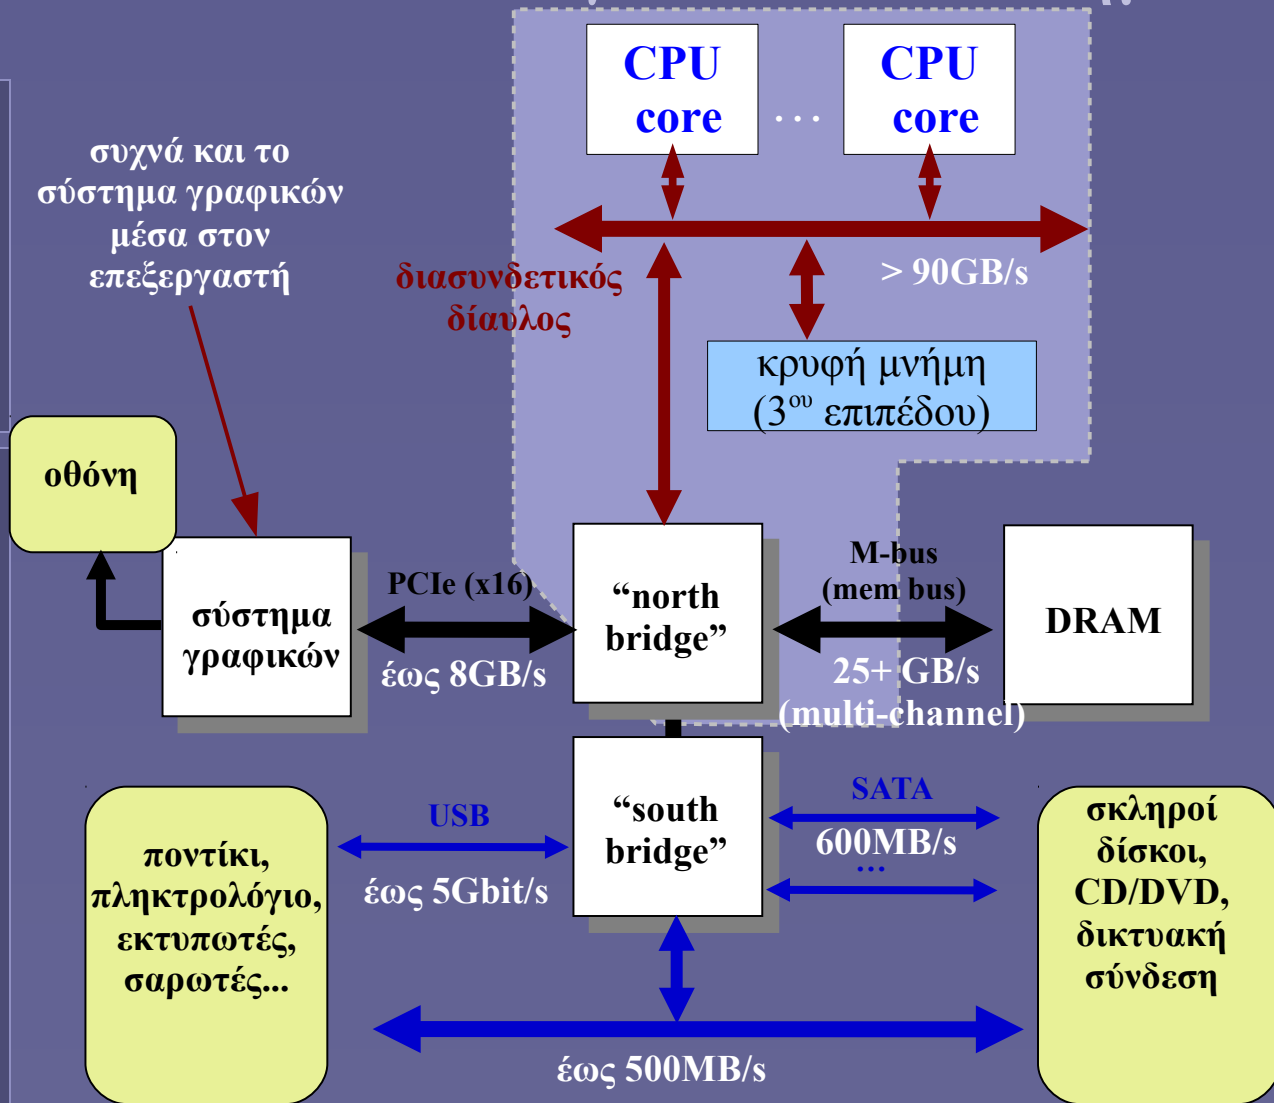 CPU
core
...
CPU
core
συχνά και το
σύστημα γραφικών
μέσα στον
επεξεργαστή
διασυνδετικός
δίαυλος
> 90GB/s
κρυφή μνήμη
(3ου επιπέδου)
οθόνη
σύστημα
γραφικών
PCIe (x16)
έως 8GB/s
“north
bridge”
M-bus
(mem bus)
25+ GB/s
(multi-channel)
DRAM
ποντίκι,
πληκτρολόγιο,
εκτυπωτές,
σαρωτές...
USB
έως 5Gbit/s
“south
bridge”
SATA
600MB/s
...
σκληροί
δίσκοι,
CD/DVD,
δικτυακή
σύνδεση
έως 500MB/s